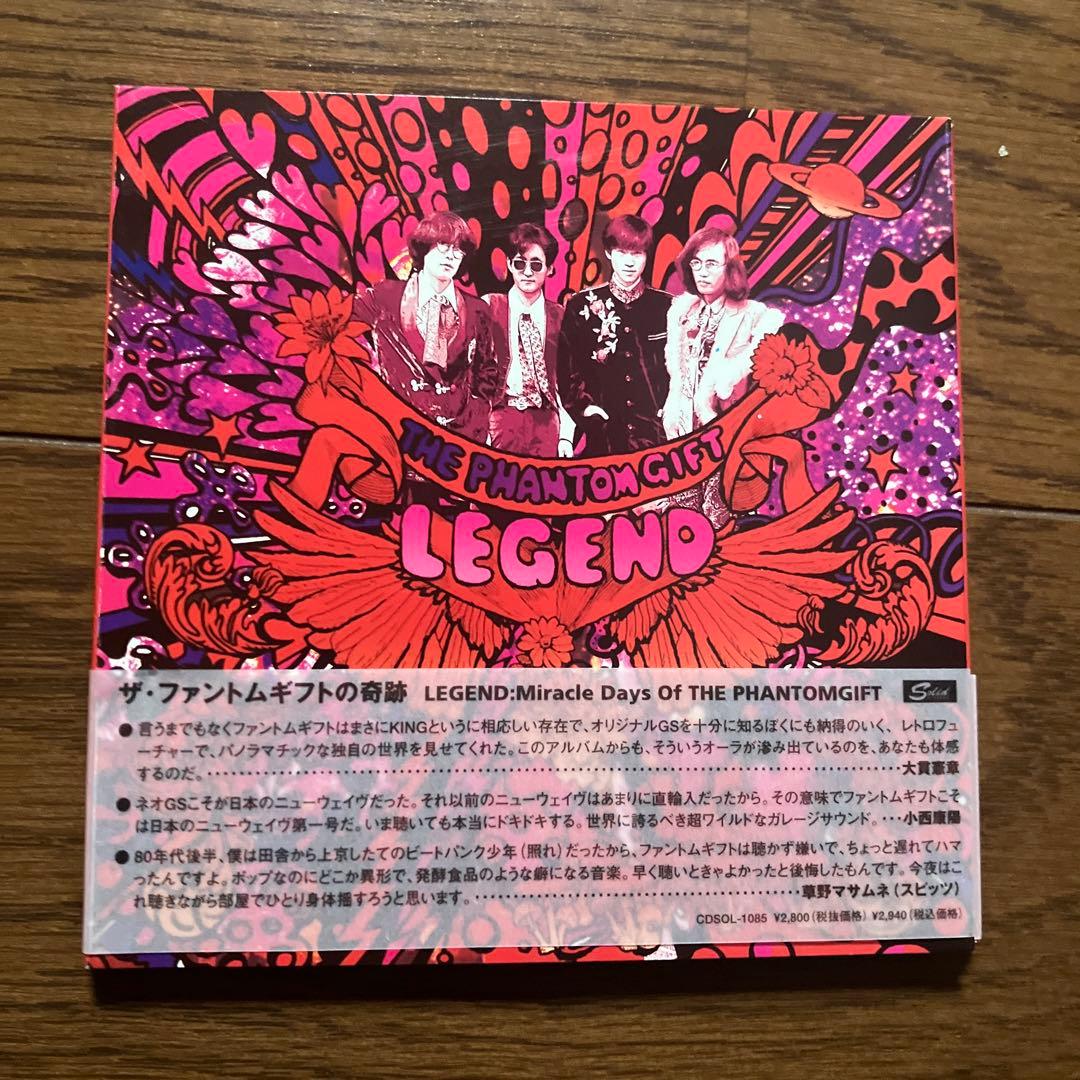 THE PHANTOM GIFT
LEGEND
ザ・ファントムギフトの奇跡 LEGEND:Miracle Days Of THE PHANTOMGIFT Solid
●言うまでもなくファントムギフトはまさにKINGというに相応しい存在で、オリジナルGSを十分に知るぼくにも納得のいく、レトロフュ
ーチャーで、パノラマチックな独自の世界を見せてくれた。このアルバムからも、そういうオーラが滲み出ているのを、あなたも体感
するのだ。‥‥‥‥‥‥‥‥‥‥‥‥‥‥‥‥‥‥‥‥‥‥‥‥‥‥‥‥‥‥大貫憲章
●ネオGSこそが日本のニューウェイヴだった。それ以前のニューウェイヴはあまりに直輸入だったから。その意味でファントムギフトこそ
は日本のニューウェイヴ第一号だ。いま聴いても本当にドキドキする。世界に誇るべき超ワイルドなガレージサウンド。‥・小西康陽
●80年代後半、僕は田舎から上京したてのビートパンク少年（照れ）だったから、ファントムギフトは聴かず嫌いで、ちょっと遅れてハマ
ったんですよ。ポップなのにどこか異形で、発酵食品のような癖になる音楽。早く聴いときゃよかったと後悔したもんです。今夜はこ
れ聴きながら部屋でひとり身体揺すろうと思います。‥‥‥‥‥‥‥‥‥‥‥‥‥‥‥草野マサムネ（スピッツ）
CDSOL-1085 ¥2,800（税抜価格）¥2,940（税込価格）